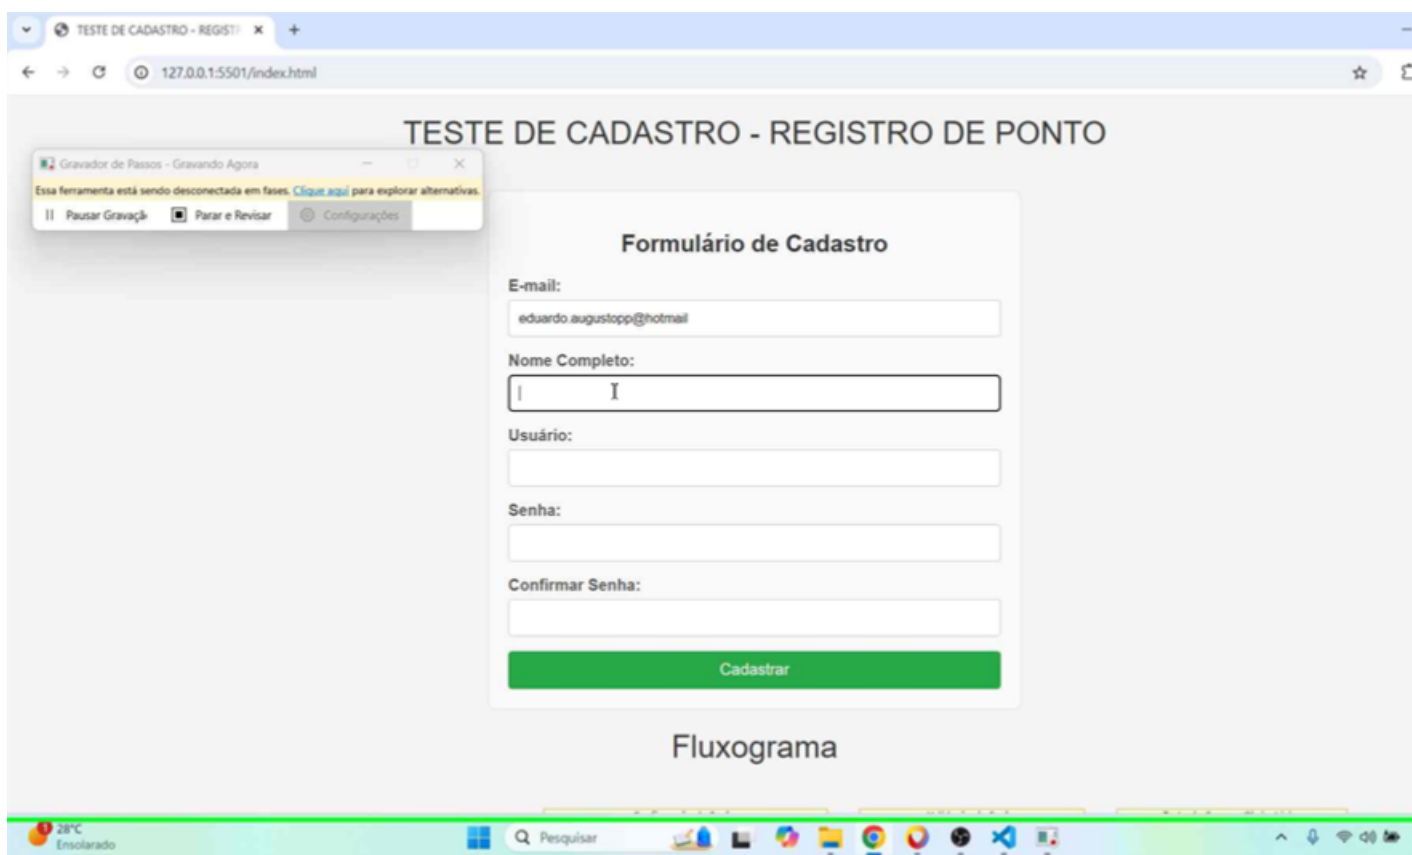 TESTE DE CADASTRO - REGISTR
127.0.0.1:5501/index.html
TESTE DE CADASTRO - REGISTRO DE PONTO
Gravador de Passos - Gravando Agora
Essa ferramenta está sendo desconectada em fases. Clique aqui para explorar alternativas.
Pausar Gravaçã
Parar e Revisar
Configurações
Formulário de Cadastro
E-mail:
eduardo.augustopp@hotmail
Nome Completo:
Usuário:
Senha:
Confirmar Senha:
Cadastrar
Fluxograma
1
28°C
Ensolarado
Pesquisar